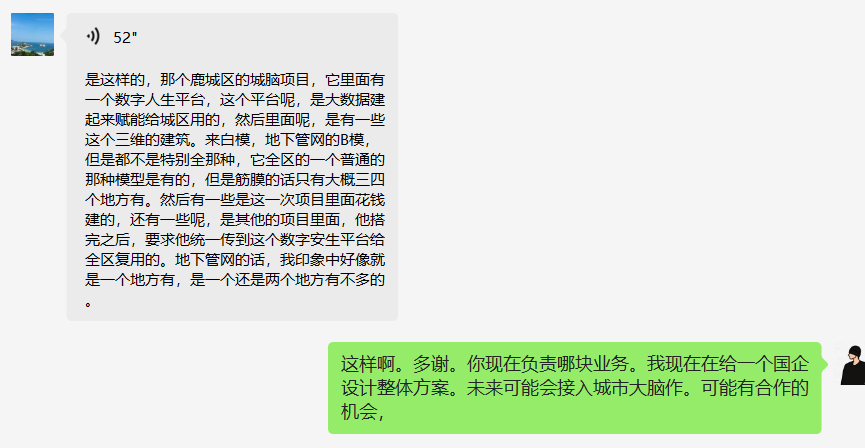 52"
是这样的，那个鹿城区的城脑项目，它里面有
一个数字人生平台，这个平台呢，是大数据建
起来赋能给城区用的，然后里面呢，是有一些
这个三维的建筑。来白模，地下管网的B模，
但是都不是特别全那种，它全区的一个普通的
那种模型是有的，但是筋膜的话只有大概三四
个地方有。然后有一些是这一次项目里面花钱
建的，还有一些呢，是其他的项目里面，他搭
完之后，要求他统一传到这个数字安生平台给
全区复用的。地下管网的话，我印象中好像就
是一个地方有，是一个还是两个地方有不多的
。
这样啊。多谢。你现在负责哪块业务。我现在在给一个国企
设计整体方案。未来可能会接入城市大脑作。可能有合作的
机会，